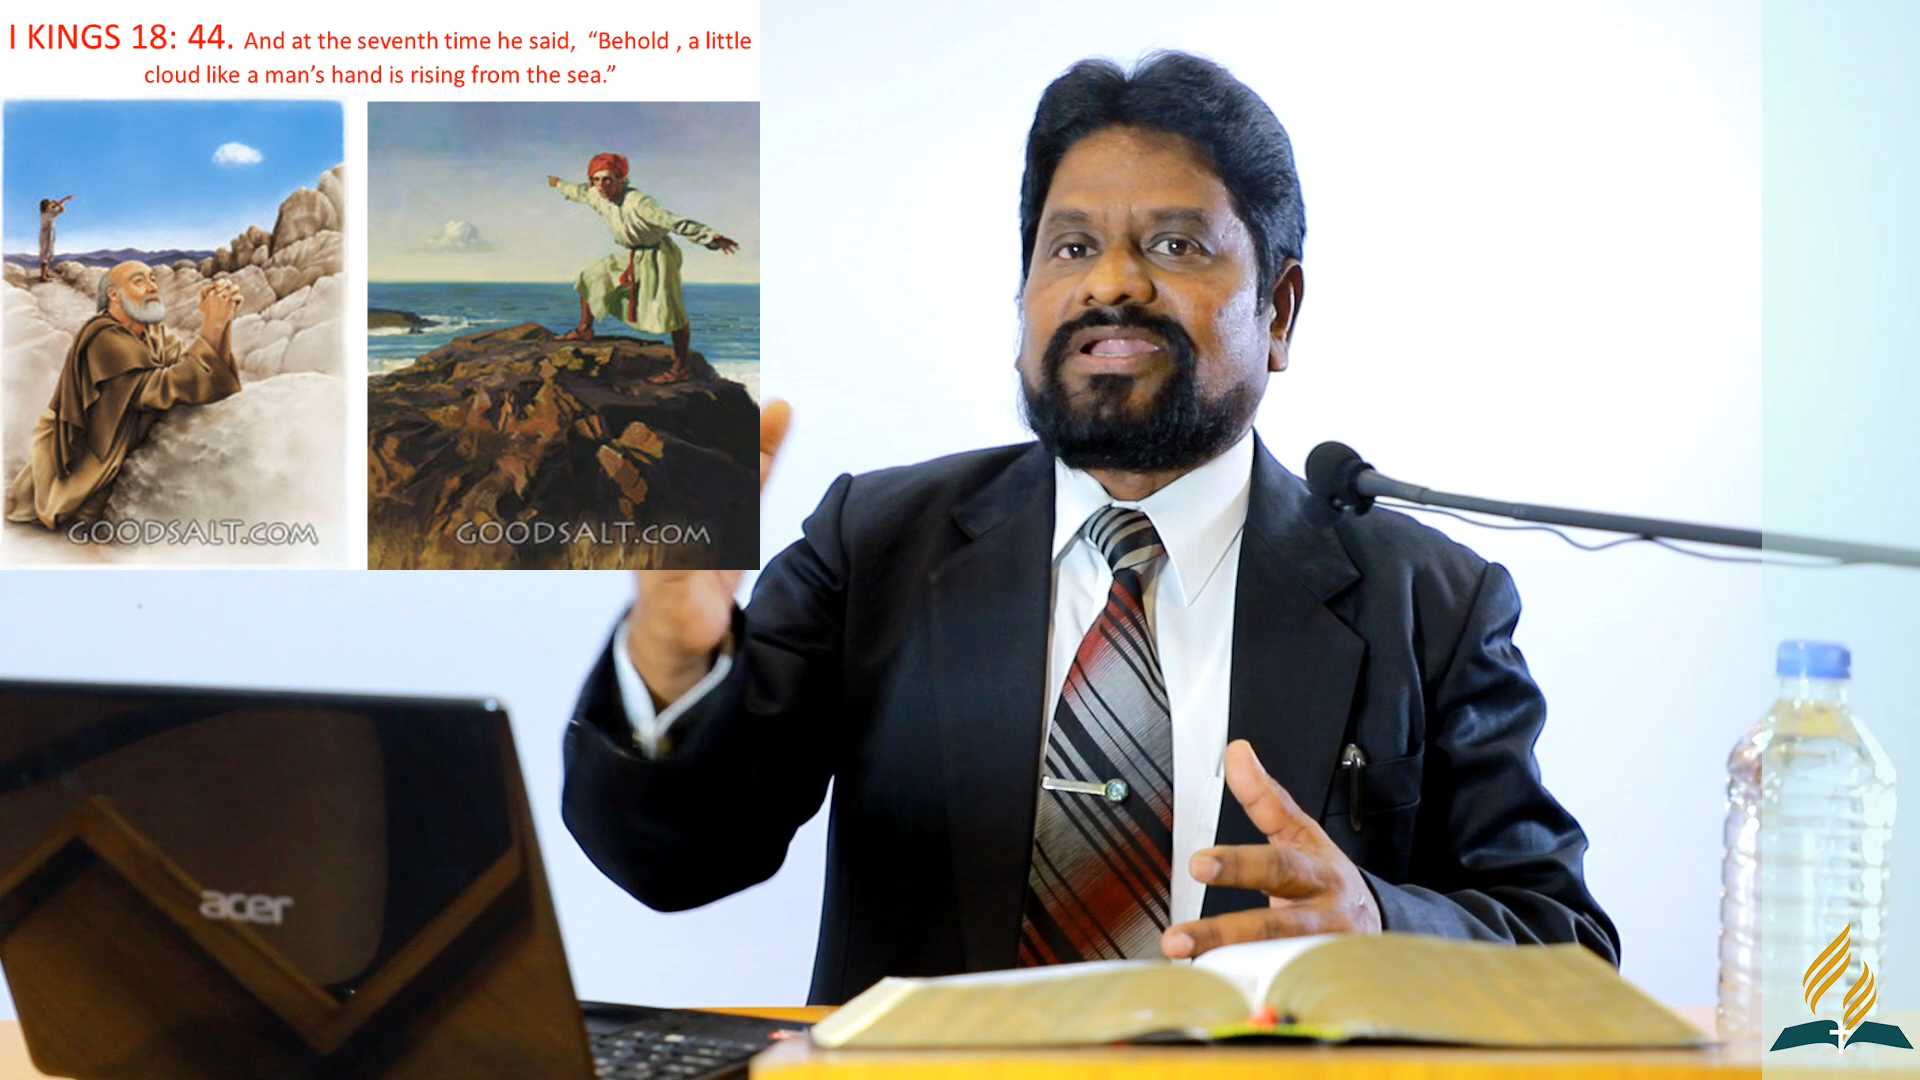 I KINGS 18: 44. And at the seventh time he said, “Behold , a little
cloud like a man’s hand is rising from the sea.”
GOODSALT.COM
GOODSALT.COM
acer